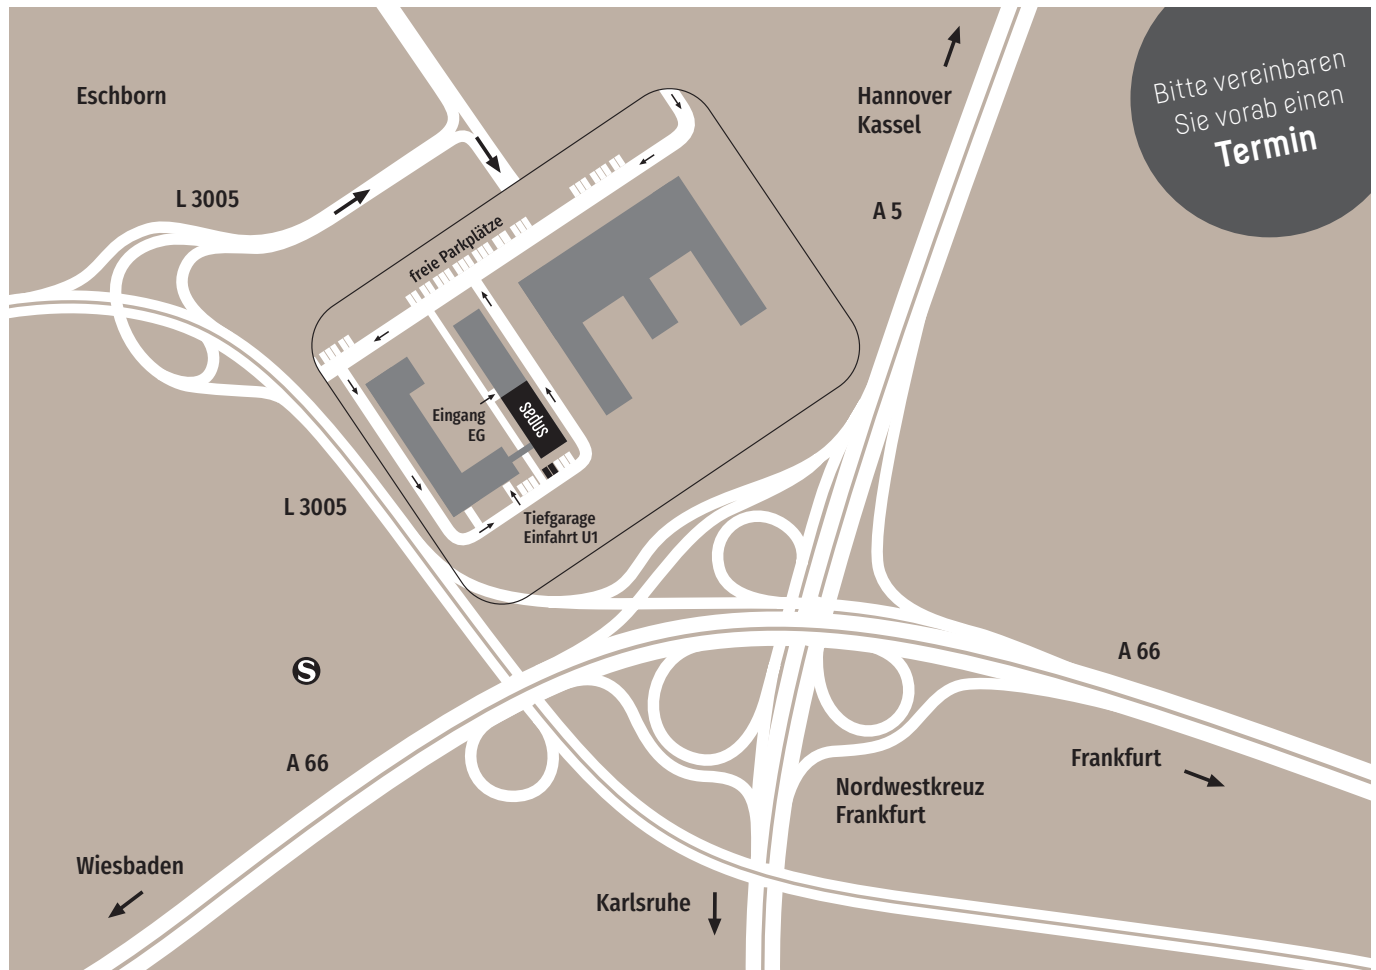 Eschborn
Hannover
Kassel
Bitte vereinbaren
Sie vorab einen
Termin
L 3005
A 5
freie Parkplätze
Eingang
EG
sedus
L 3005
Tiefgarage
Einfahrt U1
S
A 66
A 66
Frankfurt
Nordwestkreuz
Frankfurt
Wiesbaden
Karlsruhe